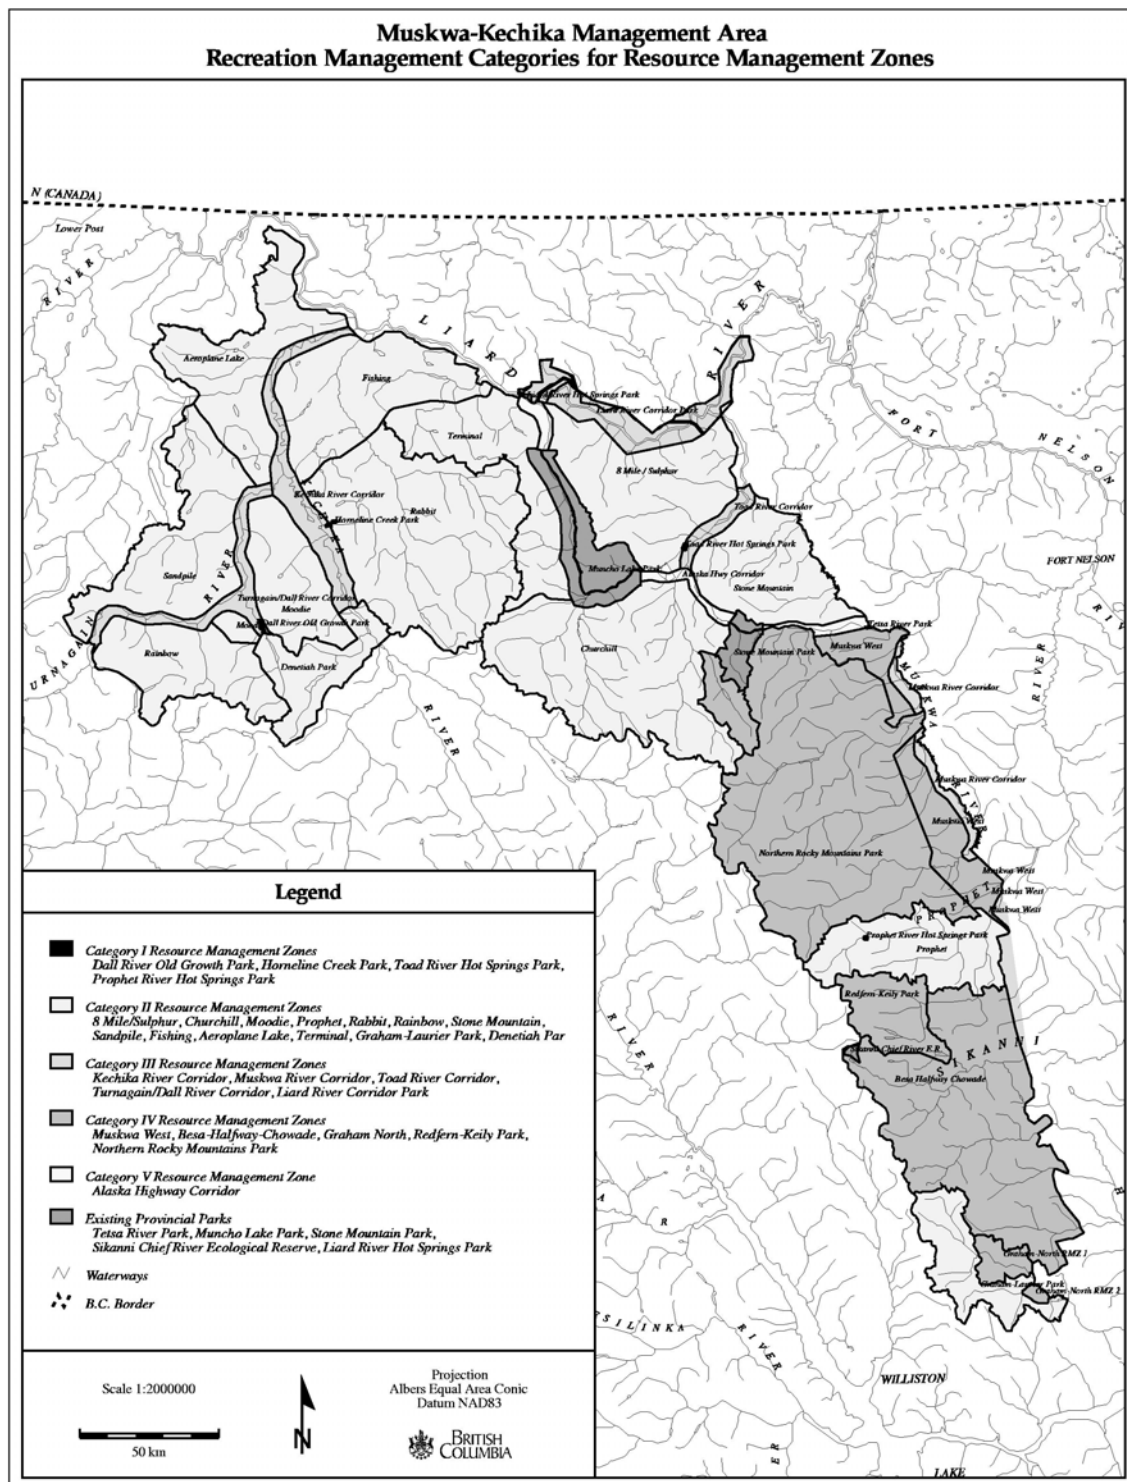 Muskwa-Kechika Management Area
Recreation Management Categories for Resource Management Zones
N (CANADA)
Lower Post
RIVER
LIARD
RIVER
Aeroplane Lake
Fishing
River Hot Springs Park
Liard River Corridor Park
FORT NELSON
Terminal
8 Mile / Sulphur
Kechika River Corridor
Rabbit
Horneline Creek Park
Toad River Corridor
Toad River Hot Springs Park
FORT NELSON
Muncho Lake Park
Alaska Hwy Corridor
Sandpile
RIVER
Stone Mountain
Turnagain/Dall River Corridor
Moodie
RIV
Dall River Old Growth Park
Tetsa River Park
URNAGAIN
Rainbow
Denetiah Park
Churchill
Stone Mountain Park
Muskwa West
RIVER
MUSKWA
Muskwa River Corridor
RIVER
Muskwa River Corridor
RIVER
Muskwa West
Northern Rocky Mountains Park
Muskwa West
Muskwa West
Muskwa West
PROPHET
Prophet River Hot Springs Park
Prophet
Redfern-Keily Park
RIVER
Sikanni Chief River E.R.
SIKANNI
Besa Halfway Chowade
A
R
H
Graham-North RMZ 1
Graham-Laurier Park
Graham-North RMZ 2
ESILINKA
RIVER
WILLISTON
ER
LAKE
Legend
Category I Resource Management Zones
Dall River Old Growth Park, Horneline Creek Park, Toad River Hot Springs Park,
Prophet River Hot Springs Park
Category II Resource Management Zones
8 Mile/Sulphur, Churchill, Moodie, Prophet, Rabbit, Rainbow, Stone Mountain,
Sandpile, Fishing, Aeroplane Lake, Terminal, Graham-Laurier Park, Denetiah Par
Category III Resource Management Zones
Kechika River Corridor, Muskwa River Corridor, Toad River Corridor,
Turnagain/Dall River Corridor, Liard River Corridor Park
Category IV Resource Management Zones
Muskwa West, Besa-Halfway-Chowade, Graham North, Redfern-Keily Park,
Northern Rocky Mountains Park
Category V Resource Management Zone
Alaska Highway Corridor
Existing Provincial Parks
Tetsa River Park, Muncho Lake Park, Stone Mountain Park,
Sikanni Chief River Ecological Reserve, Liard River Hot Springs Park
Waterways
B.C. Border
Scale 1:2000000
50 km
N
Projection
Albers Equal Area Conic
Datum NAD83
BRITISH
COLUMBIA